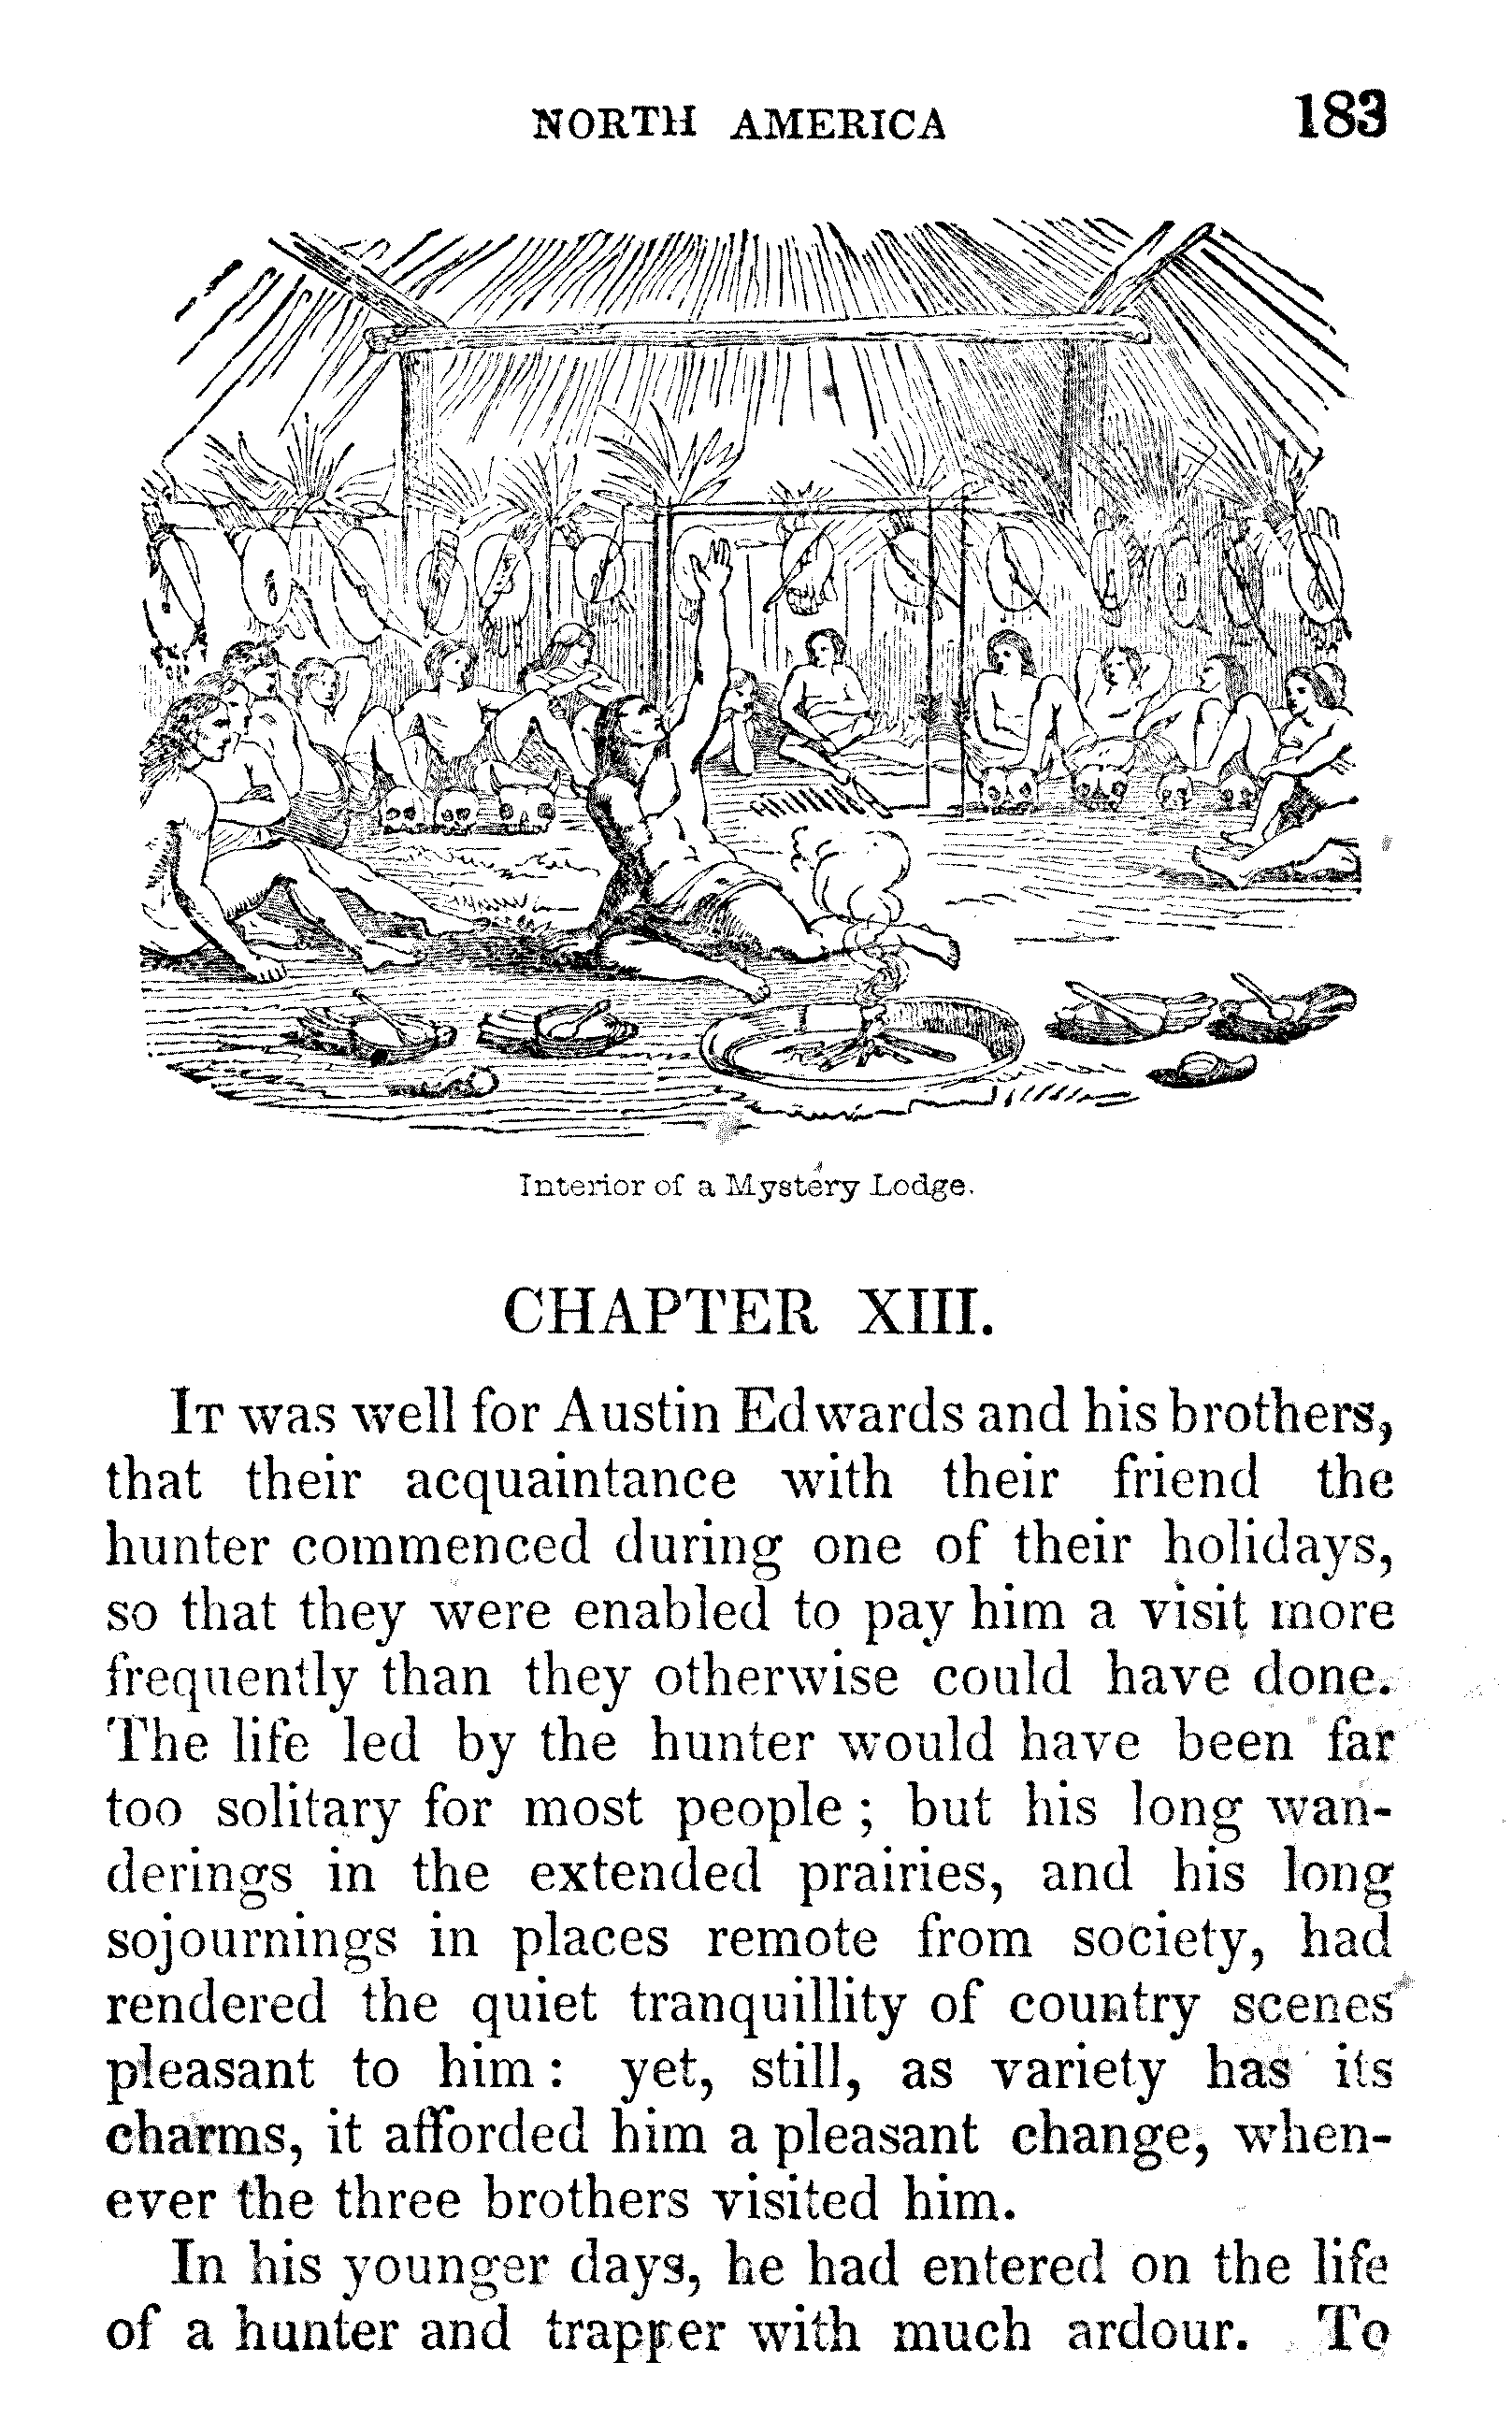 NORTH AMERICA 183
Interior of a Mystery Lodge.
CHAPTER XIII.
IT was well for Austin Edwards and his brothers,
that their acquaintance with their friend the
hunter commenced during one of their holidays,
so that they were enabled to pay him a visit more
frequently than they otherwise could have done.
The life led by the hunter would have been far
too solitary for most people; but his long wan-
derings in the extended prairies, and his long
sojournings in places remote from society, had
rendered the quiet tranquillity of country scenes
pleasant to him: yet, still, as variety has its
charms, it afforded him a pleasant change, when-
ever the three brothers visited him.
In his younger days, he had entered on the life
of a hunter and trapper with much ardour. To